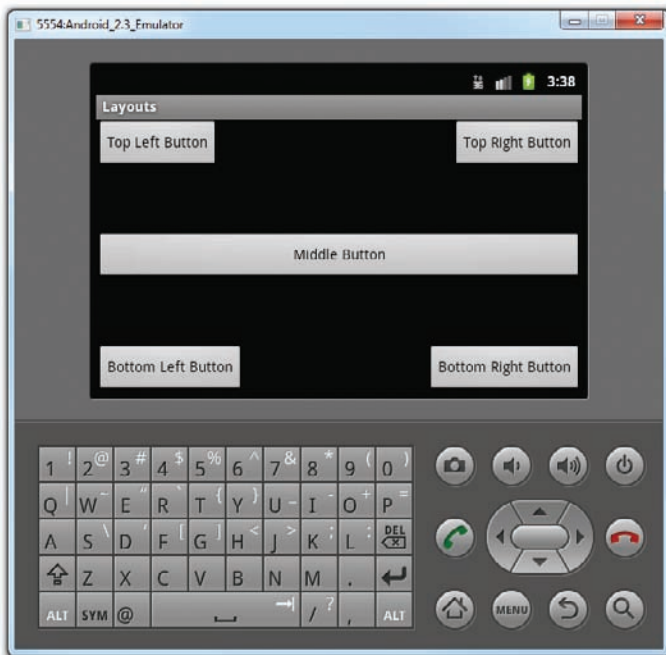 5554:Android_2.3_Emulator
3G 3:38
Layouts
Top Left Button Top Right Button
Middle Button
Bottom Left Button Bottom Right Button
1 ! 2 @ 3 # 4 $ 5 % 6 ^ 7 & 8 * 9 ( 0 )
Q | W ~ E " R ` T { Y } U _ I - O + P =
A S \ D ' F [ G ] H < J > K ; L : DEL
Z X C V B N M .
ALT SYM @ / ? , ALT
MENU